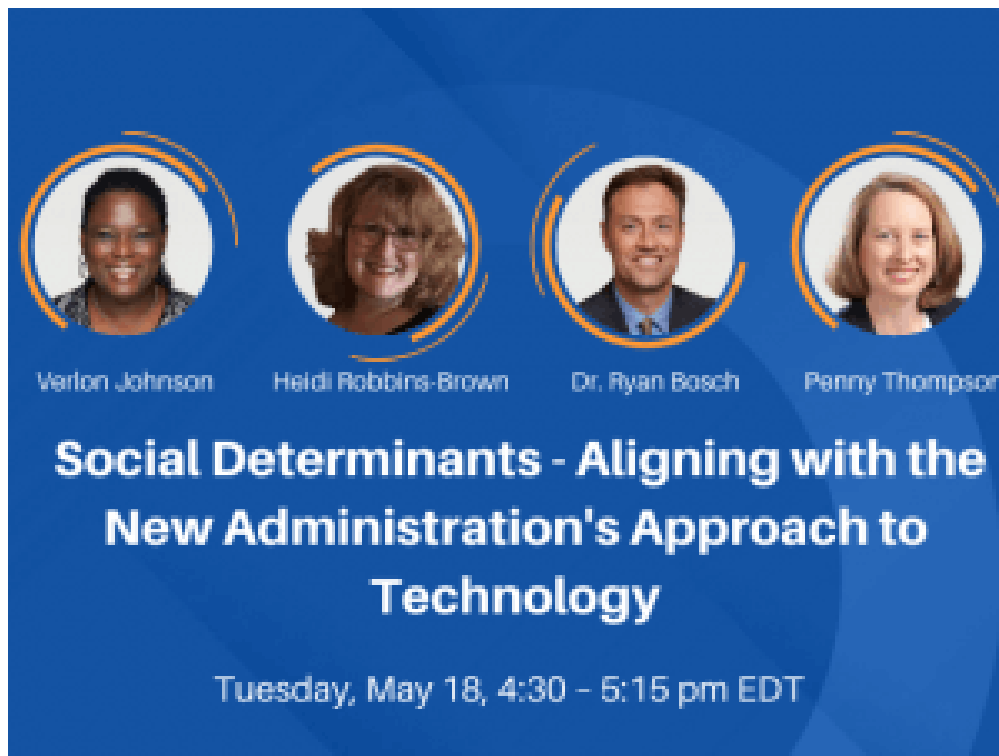 Verlon Johnson
Heidi Robbins-Brown
Dr. Ryan Bosch
Penny Thompson
Social Determinants - Aligning with the
New Administration's Approach to
Technology
Tuesday, May 18, 4:30 – 5:15 pm EDT